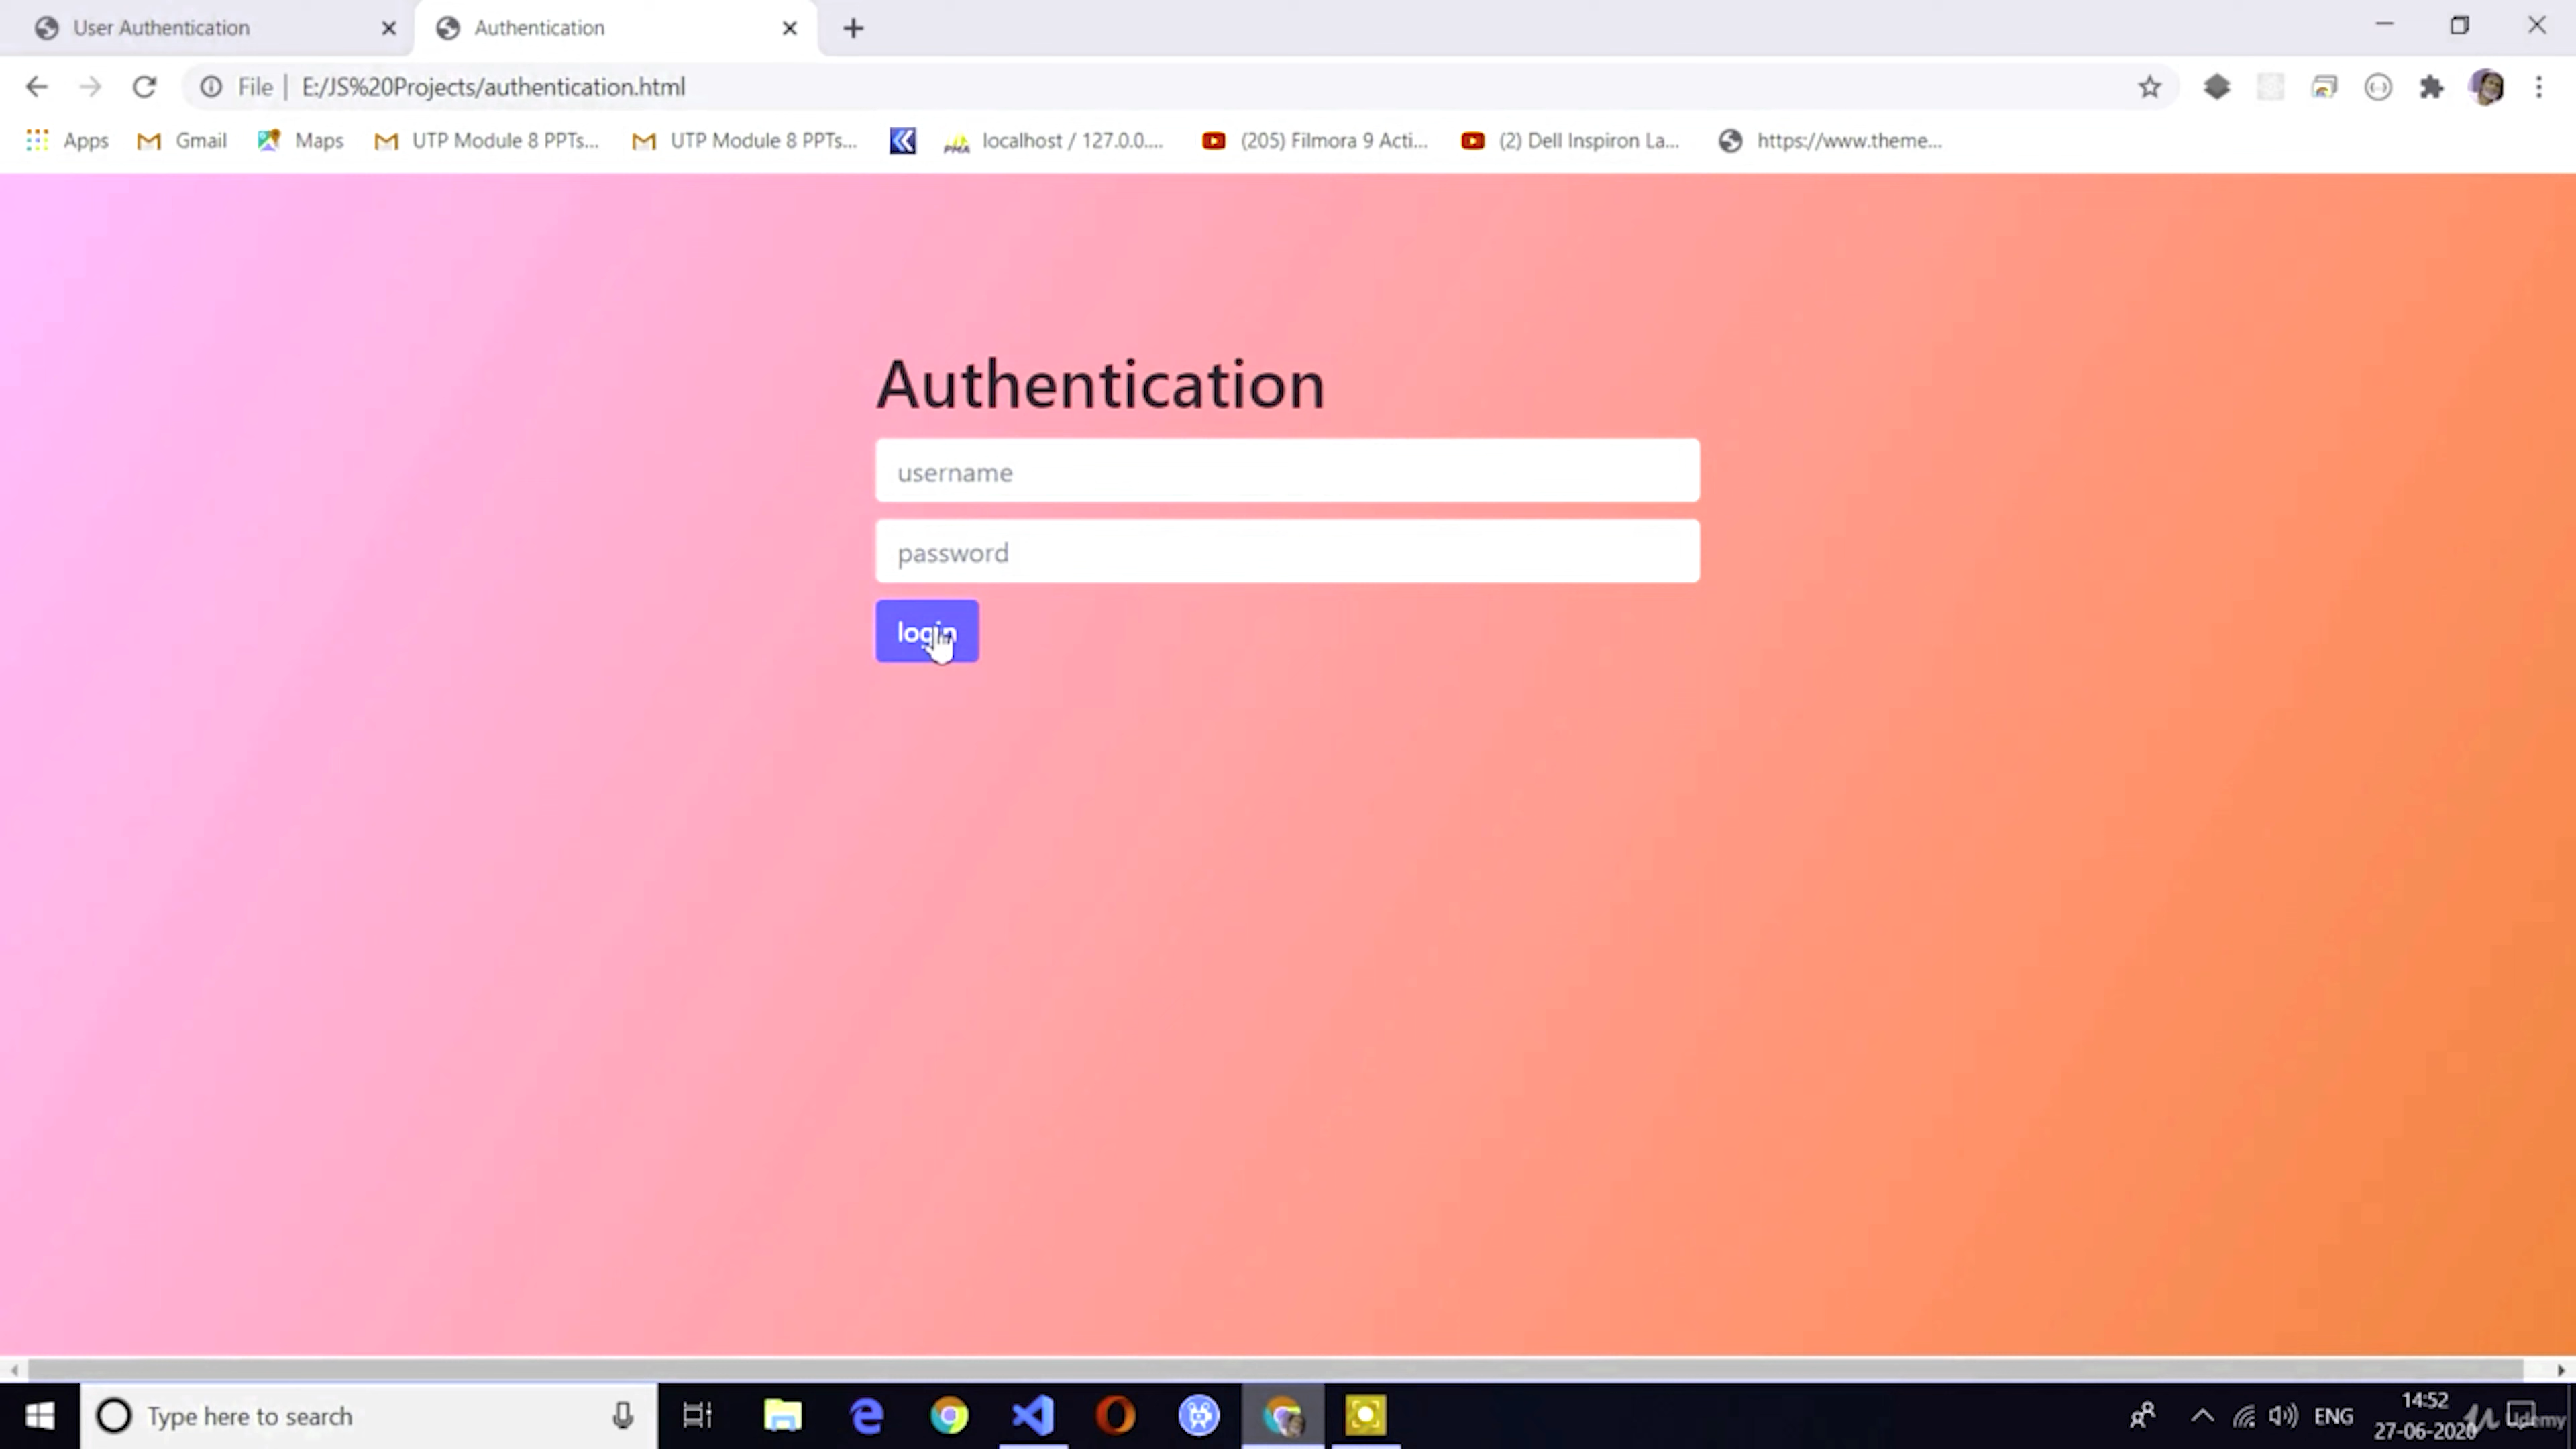 User Authentication
Authentication
File | E:/JS%20Projects/authentication.html
Apps
Gmail
Maps
UTP Module 8 PPTs...
UTP Module 8 PPTs...
localhost / 127.0.0....
(205) Filmora 9 Acti...
(2) Dell Inspiron La...
https://www.theme...
Authentication
username
password
login
Type here to search
ENG
14:52
27-06-2020
Udemy